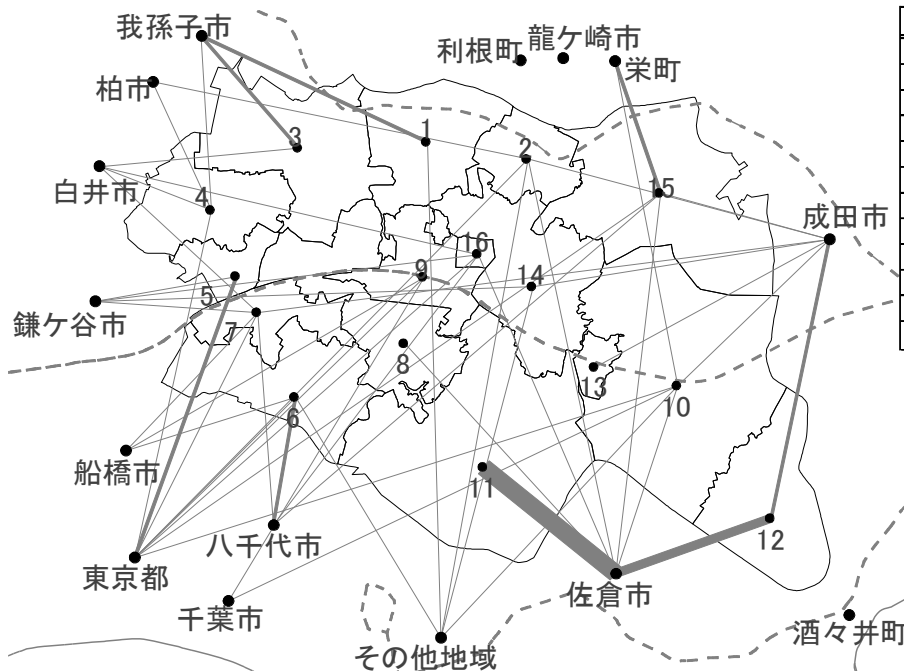 我孫子市
利根町
龍ケ崎市
栄町
柏市
3
1
2
白井市
4
15
成田市
16
9
14
5
鎌ケ谷市
7
8
13
10
6
船橋市
11
八千代市
12
東京都
佐倉市
千葉市
酒々井町
その他地域